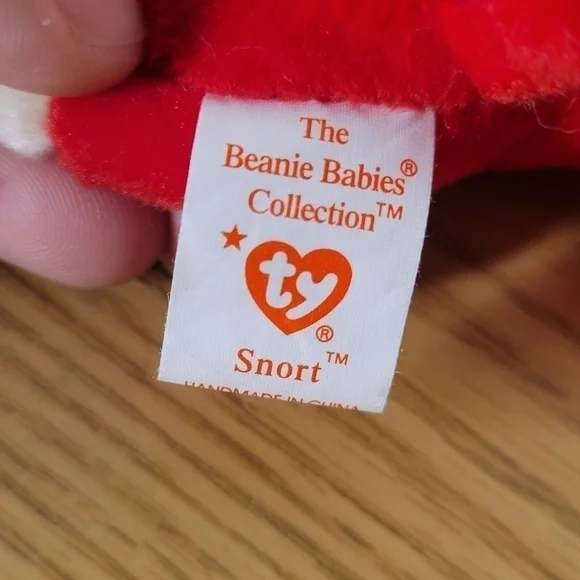 The
Beanie Babies®
Collection™
ty®
Snort™
HANDMADE IN CHINA